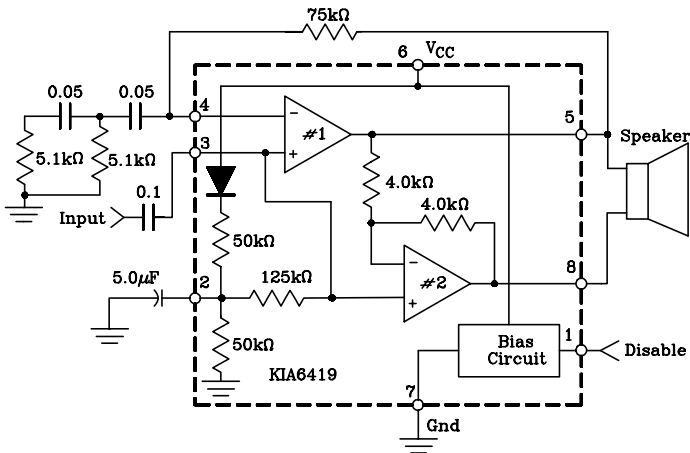 75kΩ
6 V_CC
0.05 0.05
4 5
- #1 Speaker
3 +
5.1kΩ 5.1kΩ
4.0kΩ
0.1
4.0kΩ
Input
50kΩ
-
5.0μF 2 125kΩ #2 8
+
50kΩ Bias Circuit 1 Disable
KIA6419
7
Gnd